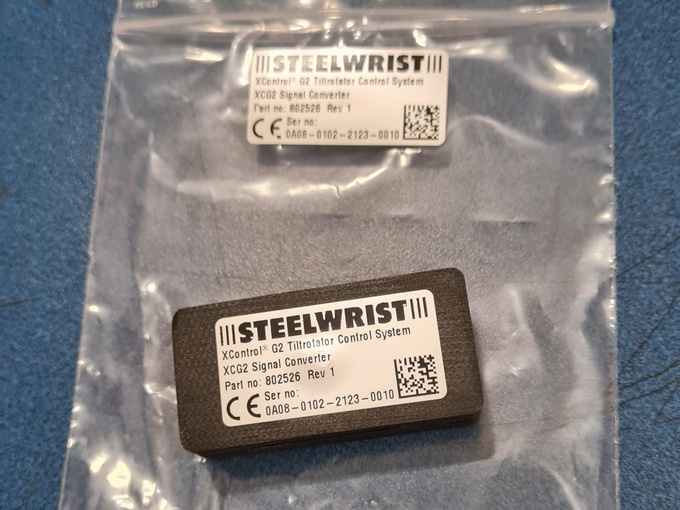 STEELWRIST
XControl® G2 Tiltrotator Control System
XCG2 Signal Converter
Part no: 802526 Rev 1
CE Ser no:
0A08-0102-2123-0010
STEELWRIST
XControl® G2 Tiltrotator Control System
XCG2 Signal Converter
Part no: 802526 Rev 1
CE Ser no:
0A08-0102-2123-0010